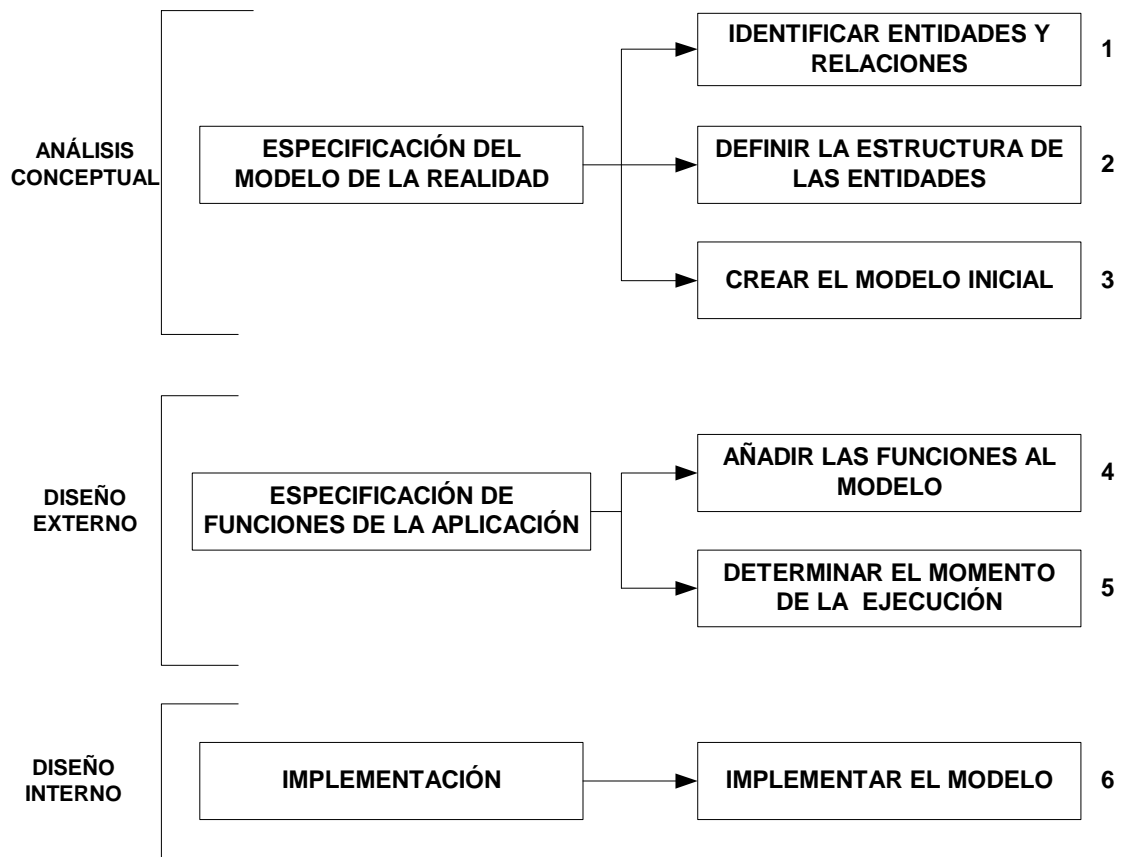 ANÁLISIS
CONCEPTUAL
ESPECIFICACIÓN DEL
MODELO DE LA REALIDAD
IDENTIFICAR ENTIDADES Y
RELACIONES
1
DEFINIR LA ESTRUCTURA DE
LAS ENTIDADES
2
CREAR EL MODELO INICIAL
3
DISEÑO
EXTERNO
ESPECIFICACIÓN DE
FUNCIONES DE LA APLICACIÓN
AÑADIR LAS FUNCIONES AL
MODELO
4
DETERMINAR EL MOMENTO
DE LA EJECUCIÓN
5
DISEÑO
INTERNO
IMPLEMENTACIÓN
IMPLEMENTAR EL MODELO
6